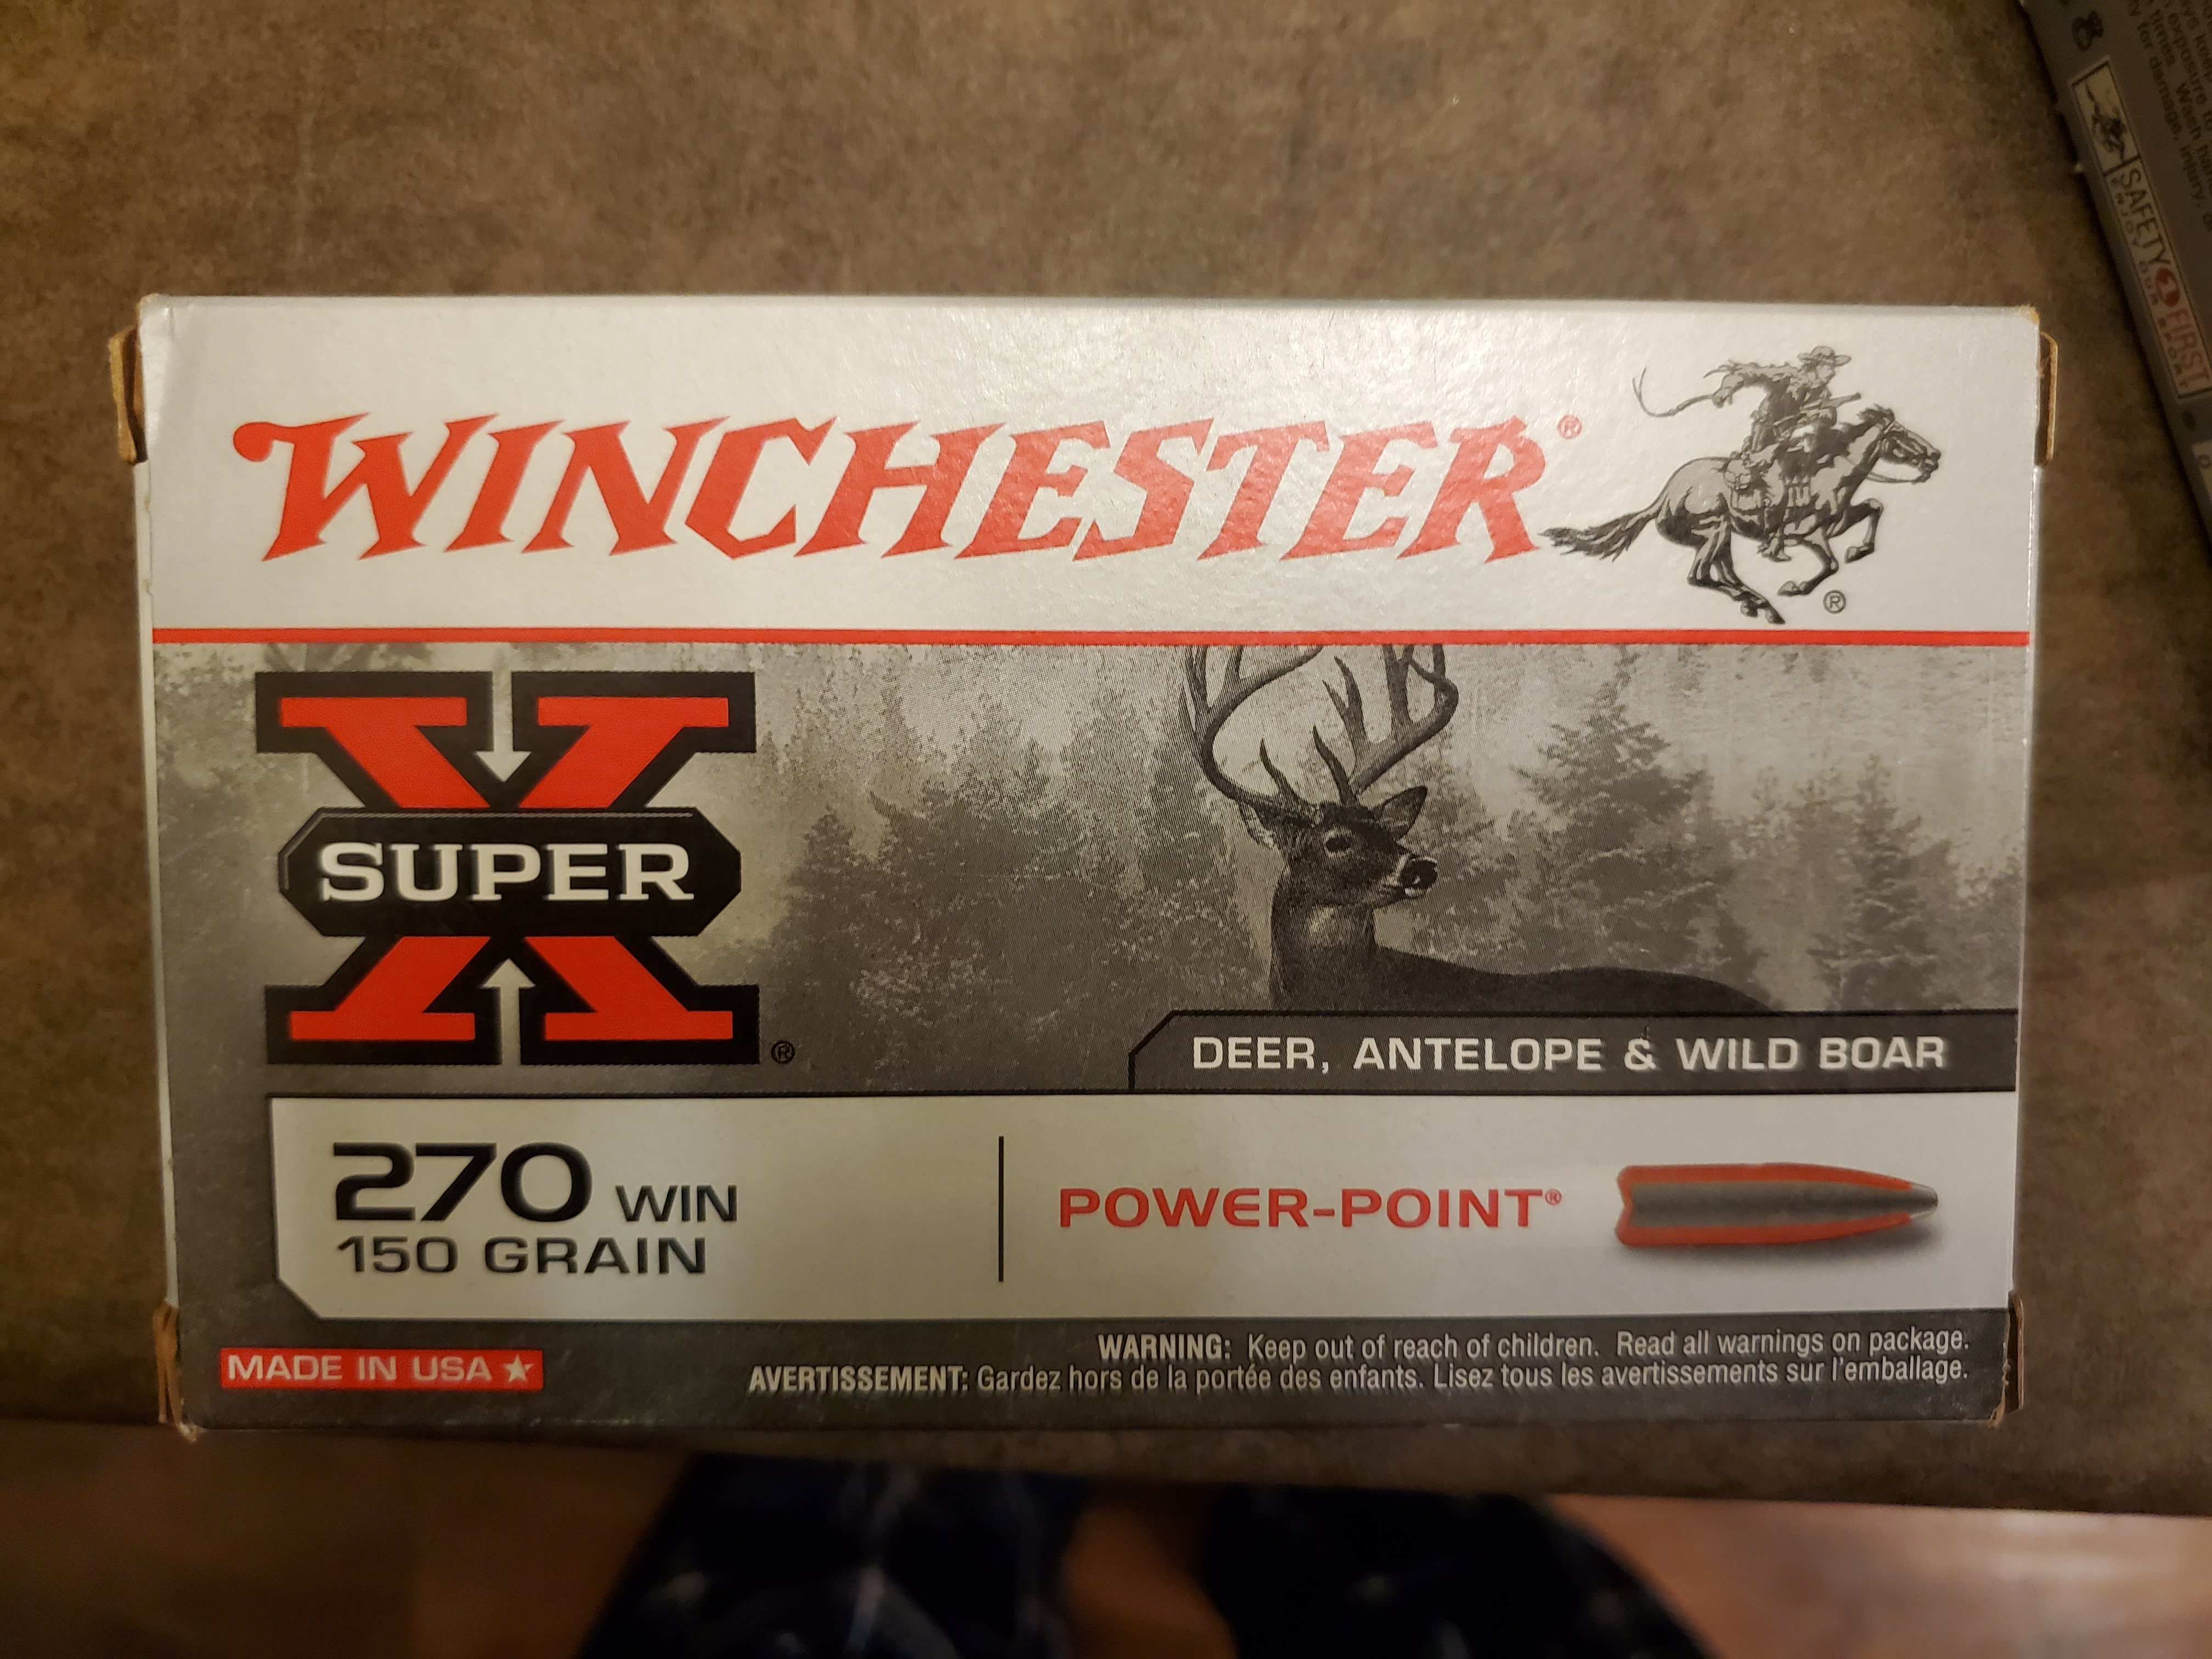 WINCHESTER®
®
X
SUPER
®
DEER, ANTELOPE & WILD BOAR
270 WIN
150 GRAIN
POWER-POINT®
MADE IN USA
WARNING: Keep out of reach of children. Read all warnings on package.
AVERTISSEMENT: Gardez hors de la portée des enfants. Lisez tous les avertissements sur l'emballage.
SAFETY FIRST